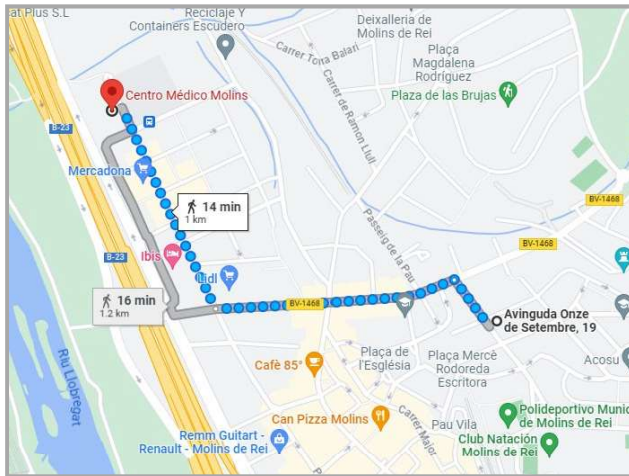 at Plus S.L
Reciclaje Y
Containers Escudero
Deixalleria de
Molins de Rei
Carrer Torra Balari
Plaça
Magdalena
Rodríguez
Carrer de Ramon Llull
Plaza de las Brujas
Centro Médico Molins
B-23
Mercadona
14 min
1 km
Passeig de la Pau
BV-1468
BV-1468
Ibis
B-23
Lidl
16 min
1.2 km
BV-1468
Avinguda Onze
de Setembre, 19
Riu Llobregat
Plaça de
l'Església
Plaça Mercè
Rodoreda
Escritora
Acosu
Cafè 85°
Can Pizza Molins
Carrer Major
Pau Vila
Polideportivo Munic
de Molins de Rei
Remm Guitart -
Renault - Molins de Rei
Club Natación
Molins de Rei